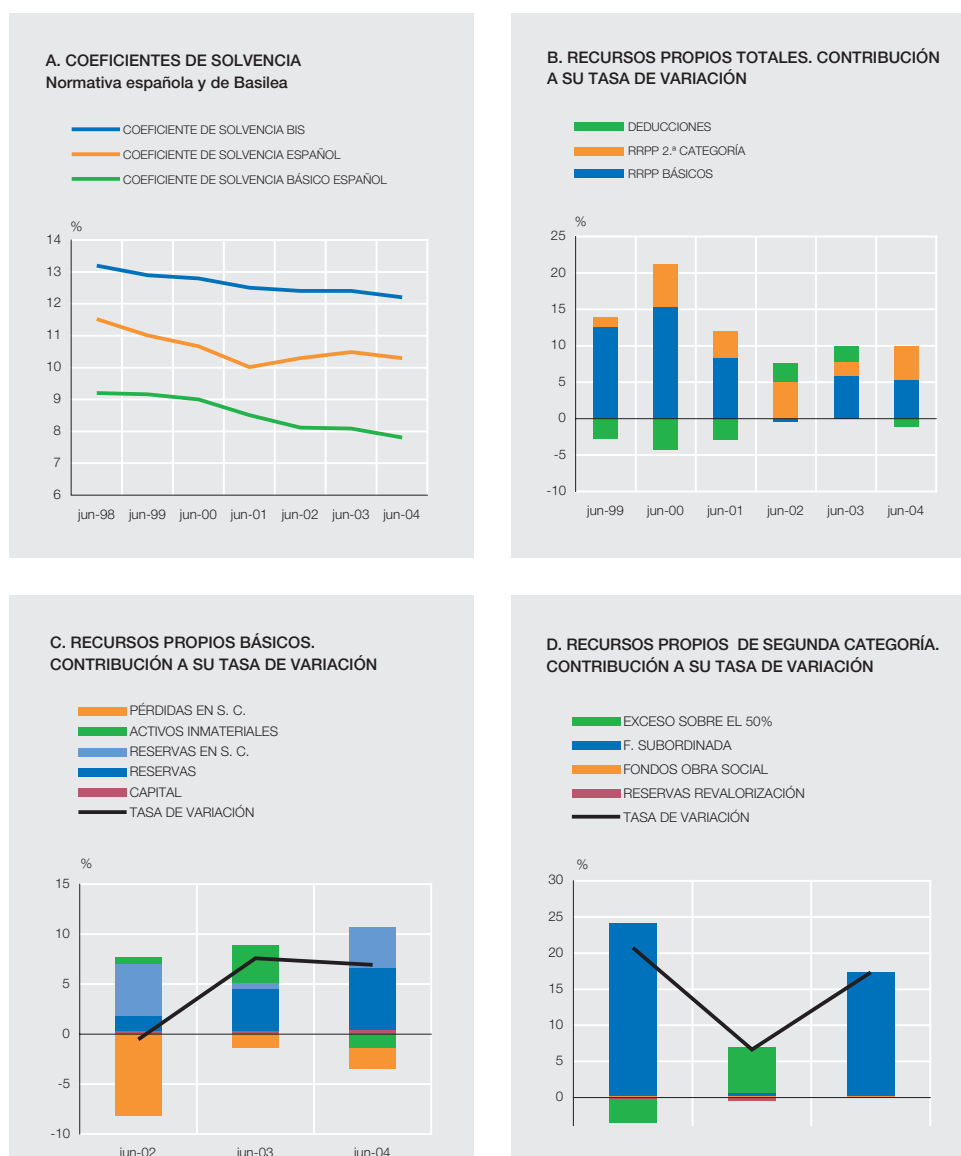 A. COEFICIENTES DE SOLVENCIA
Normativa española y de Basilea
COEFICIENTE DE SOLVENCIA BIS
COEFICIENTE DE SOLVENCIA ESPAÑOL
COEFICIENTE DE SOLVENCIA BÁSICO ESPAÑOL
%
14
13
12
11
10
9
8
7
6
jun-98 jun-99 jun-00 jun-01 jun-02 jun-03 jun-04
B. RECURSOS PROPIOS TOTALES. CONTRIBUCIÓN
A SU TASA DE VARIACIÓN
DEDUCCIONES
RRPP 2.ª CATEGORÍA
RRPP BÁSICOS
%
25
20
15
10
5
0
-5
-10
jun-99 jun-00 jun-01 jun-02 jun-03 jun-04
C. RECURSOS PROPIOS BÁSICOS.
CONTRIBUCIÓN A SU TASA DE VARIACIÓN
PÉRDIDAS EN S. C.
ACTIVOS INMATERIALES
RESERVAS EN S. C.
RESERVAS
CAPITAL
TASA DE VARIACIÓN
%
15
10
5
0
-5
-10
jun-02 jun-03 jun-04
D. RECURSOS PROPIOS DE SEGUNDA CATEGORÍA.
CONTRIBUCIÓN A SU TASA DE VARIACIÓN
EXCESO SOBRE EL 50%
F. SUBORDINADA
FONDOS OBRA SOCIAL
RESERVAS REVALORIZACIÓN
TASA DE VARIACIÓN
%
30
25
20
15
10
5
0